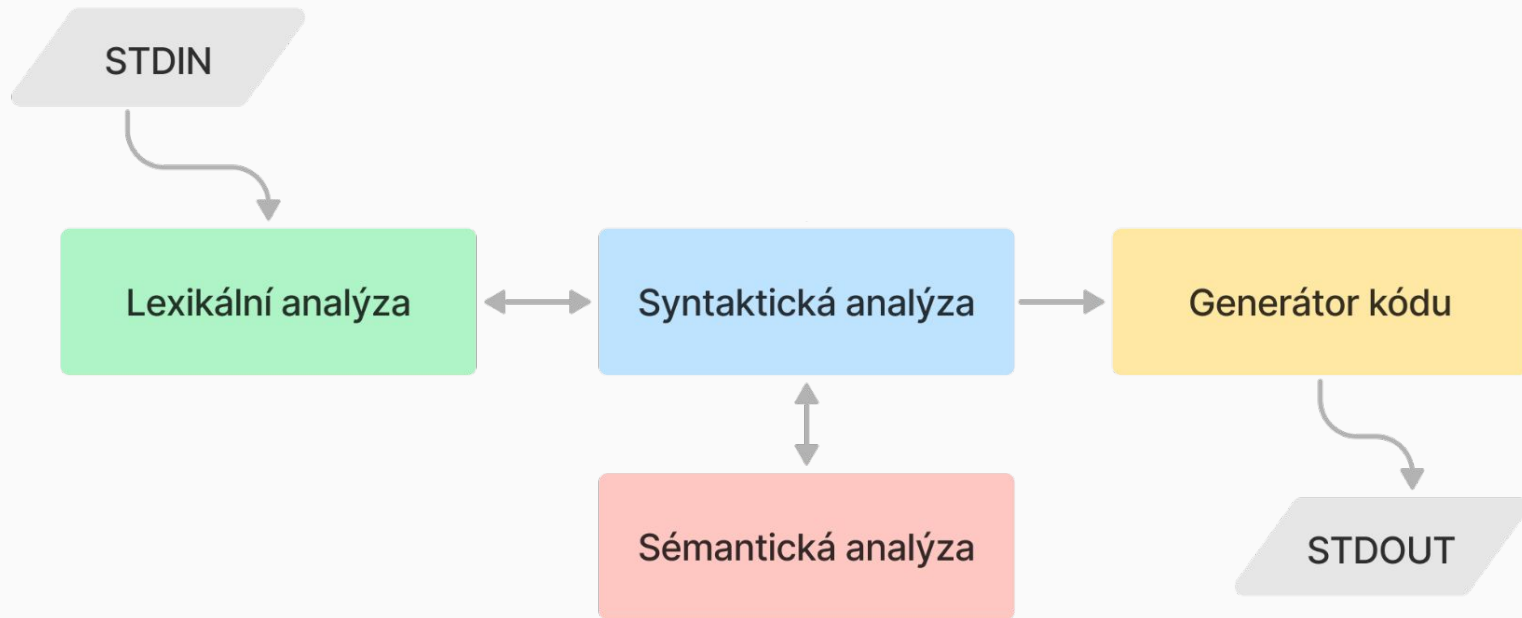 STDIN
Lexikální analýza
Syntaktická analýza
Generátor kódu
Sémantická analýza
STDOUT